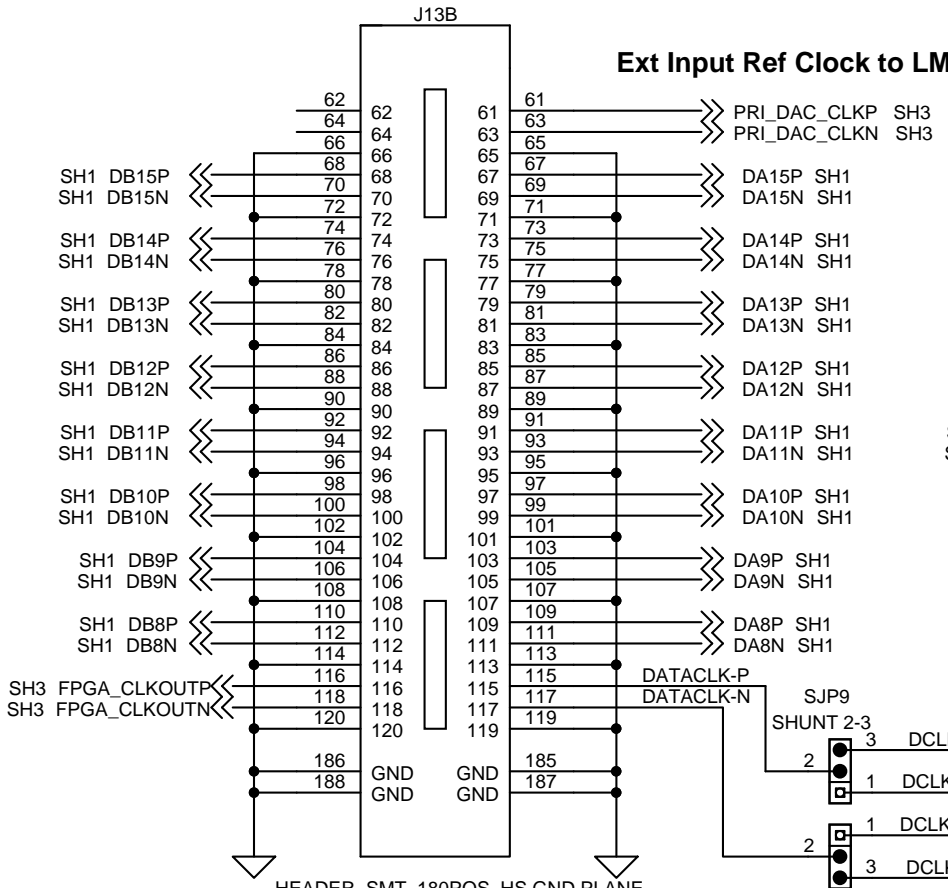 J13B
Ext Input Ref Clock to LM
62 62 61 61 PRI_DAC_CLKP SH3
64 64 63 63 PRI_DAC_CLKN SH3
66 66 65 65
SH1 DB15P 68 68 67 67 DA15P SH1
SH1 DB15N 70 70 69 69 DA15N SH1
72 72 71 71
SH1 DB14P 74 74 73 73 DA14P SH1
SH1 DB14N 76 76 75 75 DA14N SH1
78 78 77 77
SH1 DB13P 80 80 79 79 DA13P SH1
SH1 DB13N 82 82 81 81 DA13N SH1
84 84 83 83
SH1 DB12P 86 86 85 85 DA12P SH1
SH1 DB12N 88 88 87 87 DA12N SH1
90 90 89 89
SH1 DB11P 92 92 91 91 DA11P SH1
SH1 DB11N 94 94 93 93 DA11N SH1
96 96 95 95
SH1 DB10P 98 98 97 97 DA10P SH1
SH1 DB10N 100 100 99 99 DA10N SH1
102 102 101 101
SH1 DB9P 104 104 103 103 DA9P SH1
SH1 DB9N 106 106 105 105 DA9N SH1
108 108 107 107
SH1 DB8P 110 110 109 109 DA8P SH1
SH1 DB8N 112 112 111 111 DA8N SH1
114 114 113 113
SH3 FPGA_CLKOUTP 116 116 115 115 DATACLK-P
SH3 FPGA_CLKOUTN 118 118 117 117 DATACLK-N
120 120 119 119
186 GND GND 185
188 GND GND 187
SJP9
SHUNT 2-3
3
2
1 DCLK
1 DCLK
2
3
HEADER_SMT_180POS_HS GND PLANE